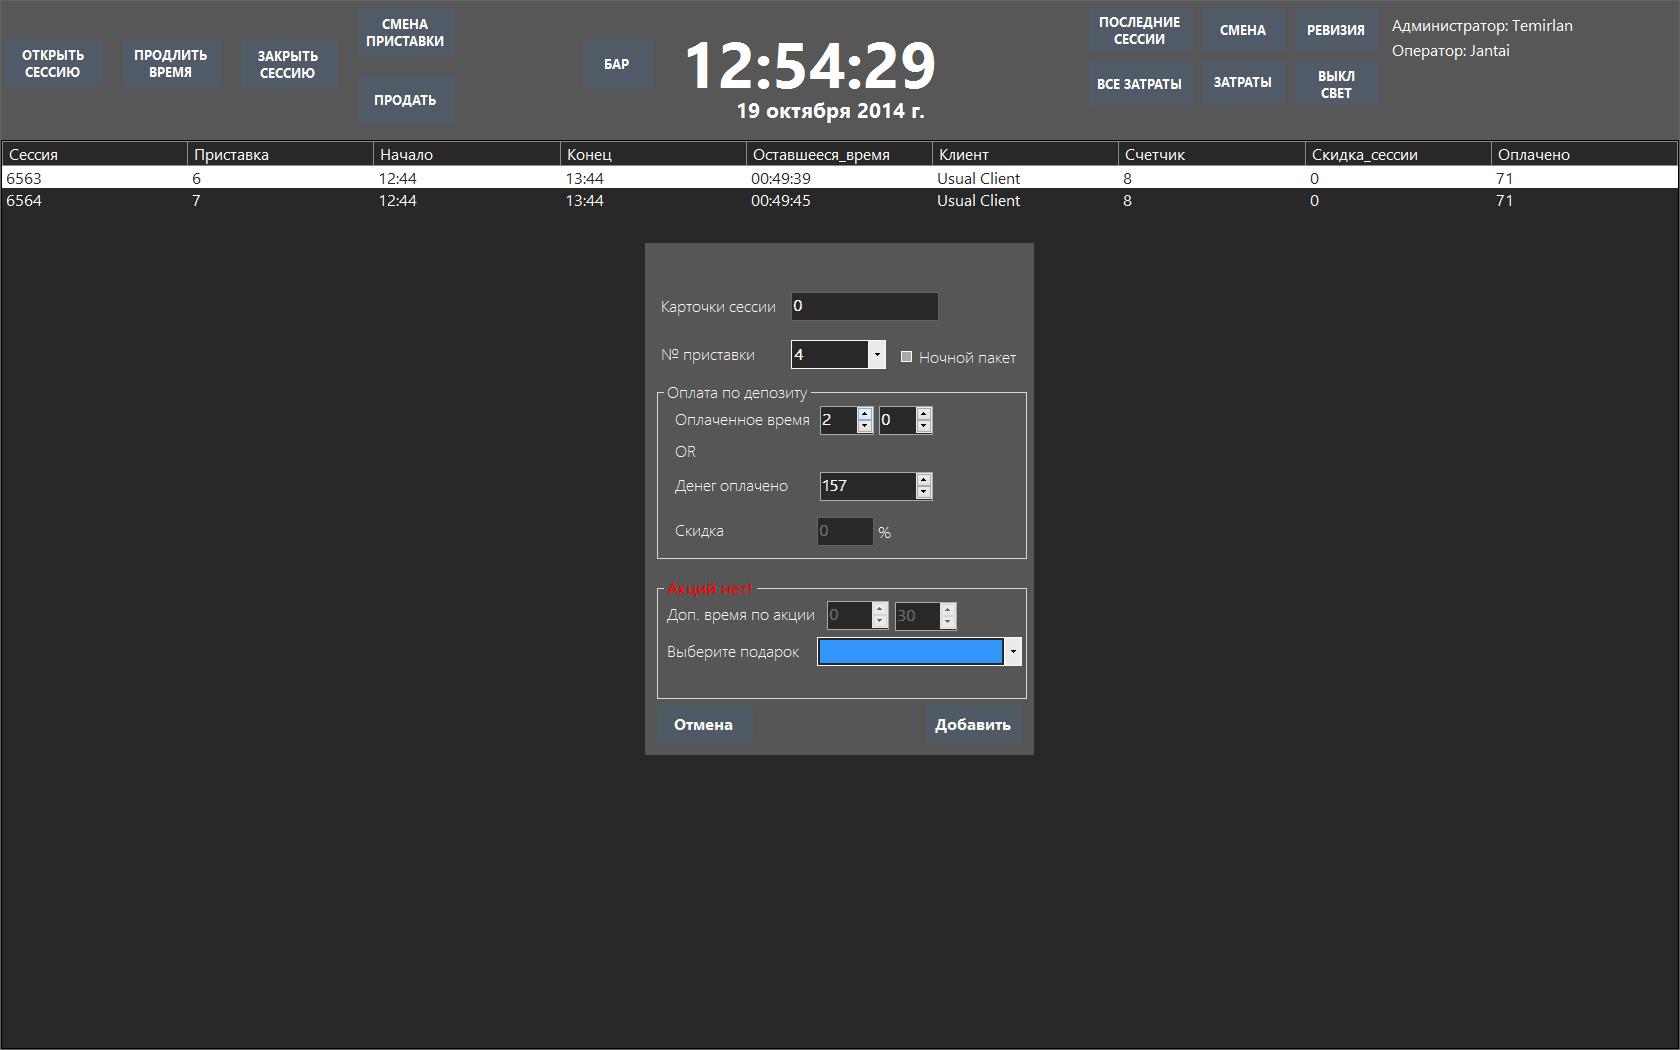 ОТКРЫТЬ
СЕССИЮ
ПРОДЛИТЬ
ВРЕМЯ
ЗАКРЫТЬ
СЕССИЮ
СМЕНА
ПРИСТАВКИ
ПРОДАТЬ
БАР
12:54:29
19 октября 2014 г.
ПОСЛЕДНИЕ
СЕССИИ
СМЕНА
РЕВИЗИЯ
ВСЕ ЗАТРАТЫ
ЗАТРАТЫ
ВЫКЛ
СВЕТ
Администратор: Temirlan
Оператор: Jantai
Сессия Приставка Начало Конец Оставшееся_время Клиент Счетчик Скидка_сессии Оплачено
6563 6 12:44 13:44 00:49:39 Usual Client 8 0 71
6564 7 12:44 13:44 00:49:45 Usual Client 8 0 71
Карточки сессии 0
№ приставки 4 Ночной пакет
Оплата по депозиту
Оплаченное время 2 0
OR
Денег оплачено 157
Скидка 0 %
Акций нет!
Доп. время по акции 0 30
Выберите подарок
Отмена Добавить